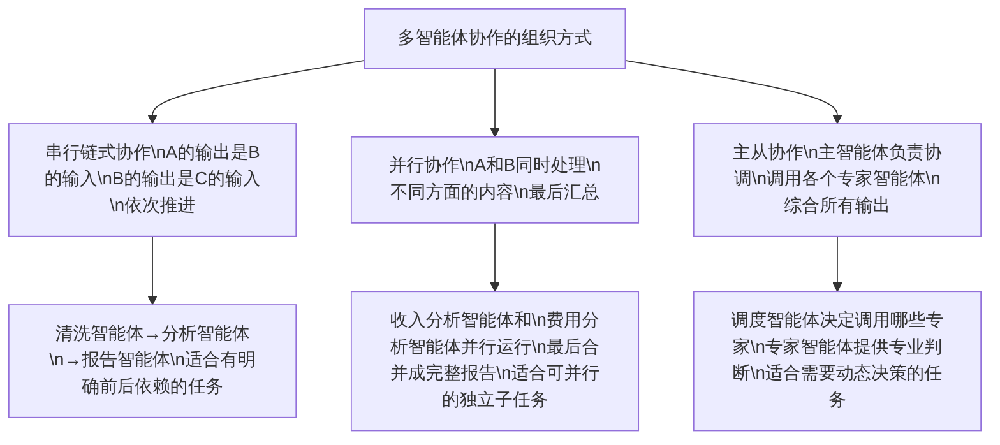 多智能体协作的组织方式
串行链式协作\nA的输出是B
的输入\nB的输出是C的输入
\n依次推进
并行协作\nA和B同时处理\n
不同方面的内容\n最后汇总
主从协作\n主智能体负责协
调\n调用各个专家智能体\n
综合所有输出
清洗智能体→分析智能体
\n→报告智能体\n适合有明
确前后依赖的任务
收入分析智能体和\n费用分
析智能体并行运行\n最后合
并成完整报告\n适合可并行
的独立子任务
调度智能体决定调用哪些专
家\n专家智能体提供专业判
断\n适合需要动态决策的任
务